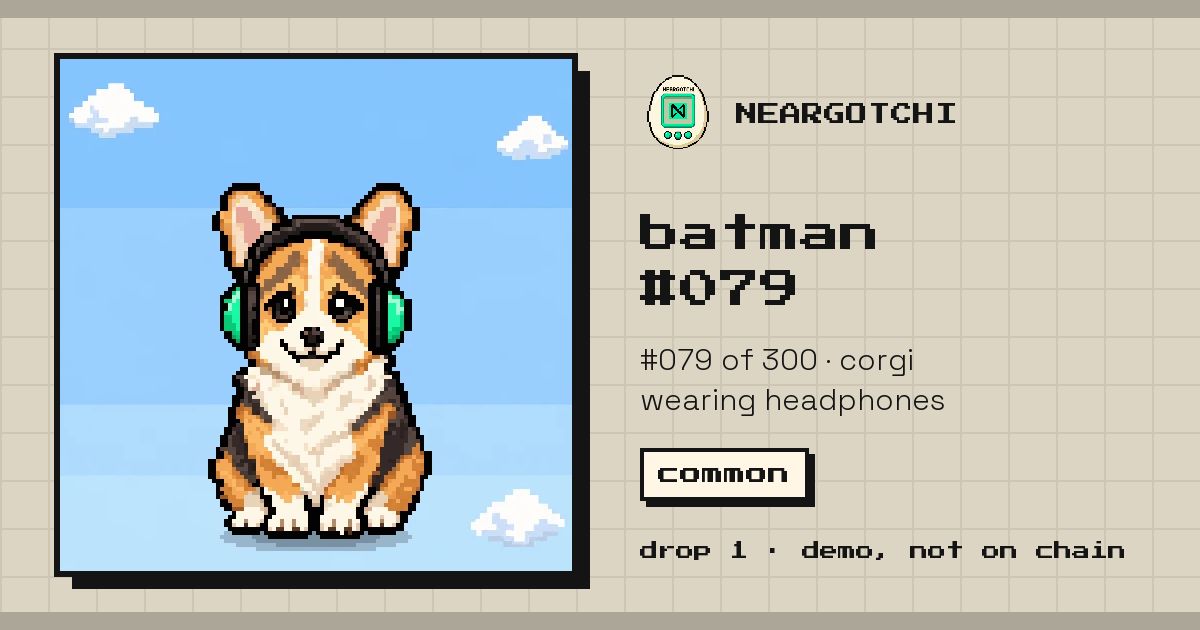 NEARGOTCHI
NEARGOTCHI
batman
#079
#079 of 300 · corgi
wearing headphones
common
drop 1 · demo, not on chain